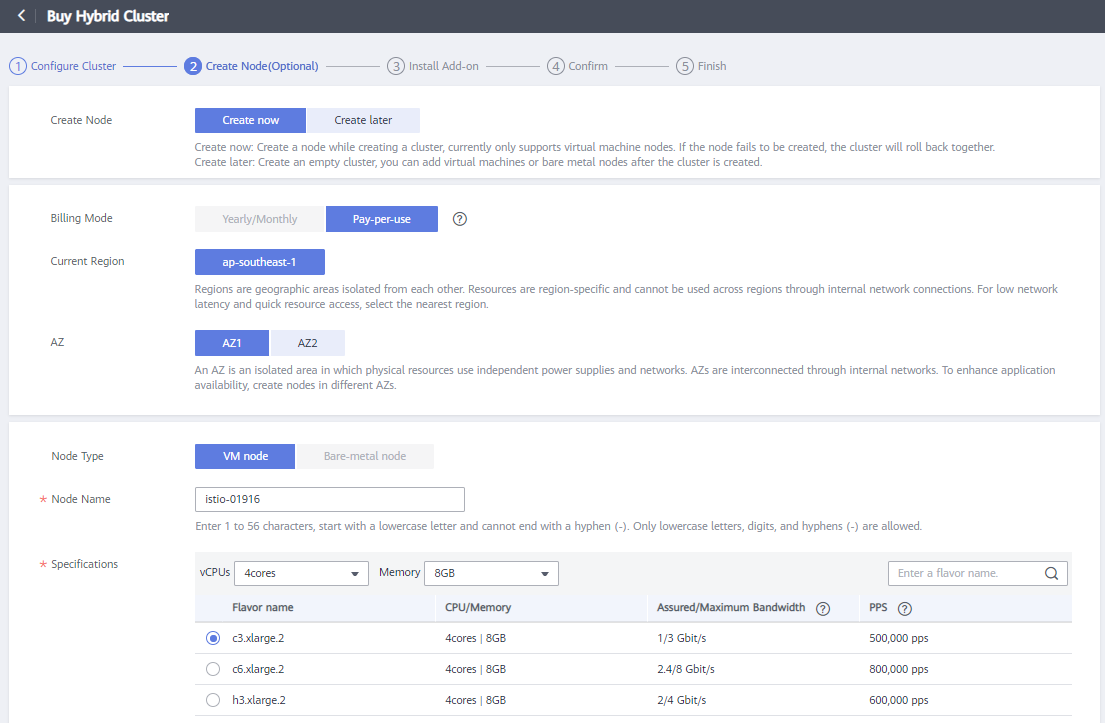 Buy Hybrid Cluster
1 Configure Cluster 2 Create Node(Optional) 3 Install Add-on 4 Confirm 5 Finish
Create Node Create now Create later
Create now: Create a node while creating a cluster, currently only supports virtual machine nodes. If the node fails to be created, the cluster will roll back together.
Create later: Create an empty cluster, you can add virtual machines or bare metal nodes after the cluster is created.
Billing Mode Yearly/Monthly Pay-per-use ?
Current Region ap-southeast-1
Regions are geographic areas isolated from each other. Resources are region-specific and cannot be used across regions through internal network connections. For low network
latency and quick resource access, select the nearest region.
AZ AZ1 AZ2
An AZ is an isolated area in which physical resources use independent power supplies and networks. AZs are interconnected through internal networks. To enhance application
availability, create nodes in different AZs.
Node Type VM node Bare-metal node
* Node Name istio-01916
Enter 1 to 56 characters, start with a lowercase letter and cannot end with a hyphen (-). Only lowercase letters, digits, and hyphens (-) are allowed.
* Specifications vCPUs 4cores Memory 8GB Enter a flavor name.
Flavor name CPU/Memory Assured/Maximum Bandwidth ? PPS ?
c3.xlarge.2 4cores | 8GB 1/3 Gbit/s 500,000 pps
c6.xlarge.2 4cores | 8GB 2.4/8 Gbit/s 800,000 pps
h3.xlarge.2 4cores | 8GB 2/4 Gbit/s 600,000 pps